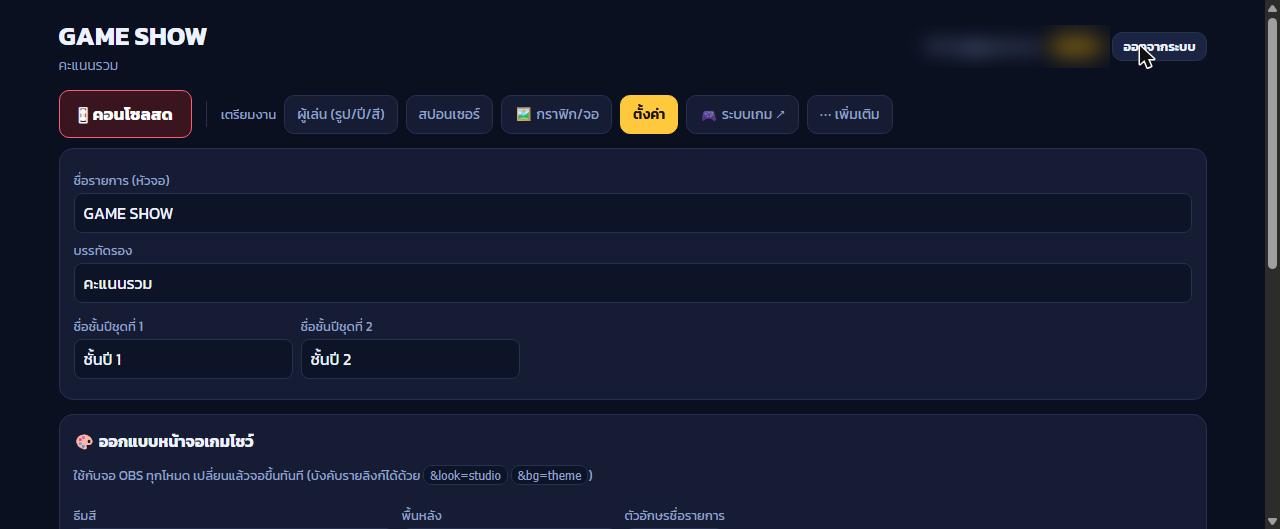 GAME SHOW
คะแนนรวม
ออกจากระบบ
คอนโซลสด
เตรียมงาน
ผู้เล่น (รูป/ปี/สี)
สปอนเซอร์
กราฟิก/จอ
ตั้งค่า
ระบบเกม ↗
··· เพิ่มเติม
ชื่อรายการ (หัวจอ)
GAME SHOW
บรรทัดรอง
คะแนนรวม
ชื่อชั้นปีชุดที่ 1
ชื่อชั้นปีชุดที่ 2
ชั้นปี 1
ชั้นปี 2
ออกแบบหน้าจอเกมโชว์
ใช้กับจอ OBS ทุกโหมด เปลี่ยนแล้วจอขึ้นทันที (บังคับรายลิงก์ได้ด้วย &look=studio &bg=theme)
ธีมสี
พื้นหลัง
ตัวอักษรชื่อรายการ